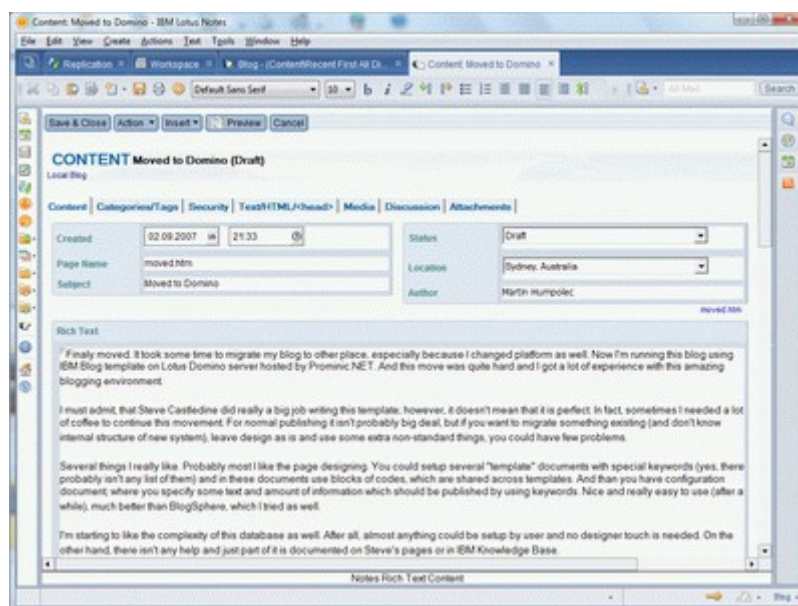 Content: Moved to Domino - IBM Lotus Notes
File Edit View Create Actions Text Tools Window Help
Replication Workspace Blog - (Content\Recent First All Di... Content: Moved to Domino
Default Sans Serif 10 b i Search
Save & Close Action Insert Preview Cancel
CONTENT Moved to Domino (Draft)
Local Blog
Content | Categories/Tags | Security | Text/HTML/<head> | Media | Discussion | Attachments |
Created 02.09.2007 21:33 Status Draft
Page Name moved.htm Location Sydney, Australia
Subject Moved to Domino Author Martin Humpolec
moved.htm
Rich Text
Finaly moved. It took some time to migrate my blog to other place, especially because I changed platform as well. Now I'm running this blog using
IBM Blog template on Lotus Domino server hosted by Prominic.NET. And this move was quite hard and I got a lot of experience with this amazing
blogging environment.
I must admit, that Steve Castledine did really a big job writing this template; however, it doesn't mean that it is perfect. In fact, sometimes I needed a lot
of coffee to continue this movement. For normal publishing it isn't probably big deal, but if you want to migrate something existing (and don't know
internal structure of new system), leave design as is and use some extra non-standard things, you could have few problems.
Several things I really like. Probably most I like the page designing. You could setup several "template" documents with special keywords (yes, there
probably isn't any list of them) and in these documents use blocks of codes, which are shared across templates. And than you have configuration
document, where you specify some text and amount of information which should be published by using keywords. Nice and really easy to use (after a
while), much better than BlogSphere, which I tried as well.
I'm starting to like the complexity of this database as well. After all, almost anything could be setup by user and no designer touch is needed. On the
other hand, there isn't any help and just part of it is documented on Steve's pages or in IBM Knowledge Base.
Notes Rich Text Content
Blog